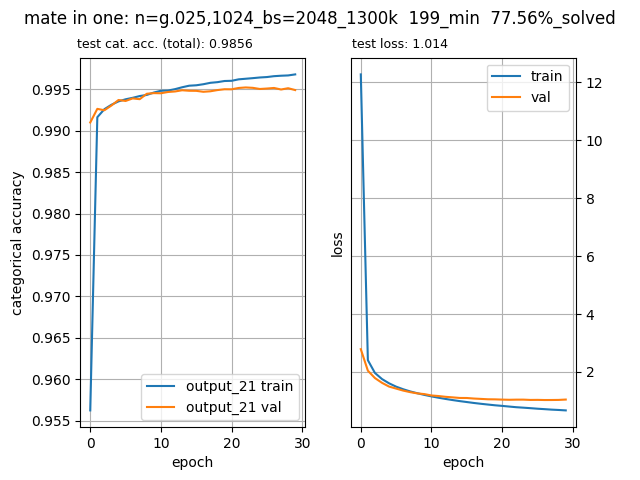 mate in one: n=g.025,1024_bs=2048_1300k  199_min  77.56%_solved
test cat. acc. (total): 0.9856
test loss: 1.014
categorical accuracy
0.995
0.990
0.985
0.980
0.975
0.970
0.965
0.960
0.955
output_21 train
output_21 val
0
10
20
30
epoch
loss
train
val
12
10
8
6
4
2
0
10
20
30
epoch